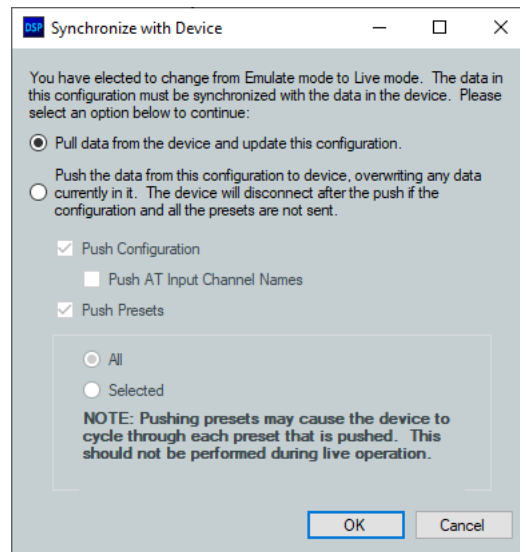 DSP Synchronize with Device
You have elected to change from Emulate mode to Live mode. The data in
this configuration must be synchronized with the data in the device. Please
select an option below to continue:
Pull data from the device and update this configuration.
Push the data from this configuration to device, overwriting any data
currently in it. The device will disconnect after the push if the
configuration and all the presets are not sent.
Push Configuration
Push AT Input Channel Names
Push Presets
All
Selected
NOTE: Pushing presets may cause the device to
cycle through each preset that is pushed. This
should not be performed during live operation.
OK Cancel